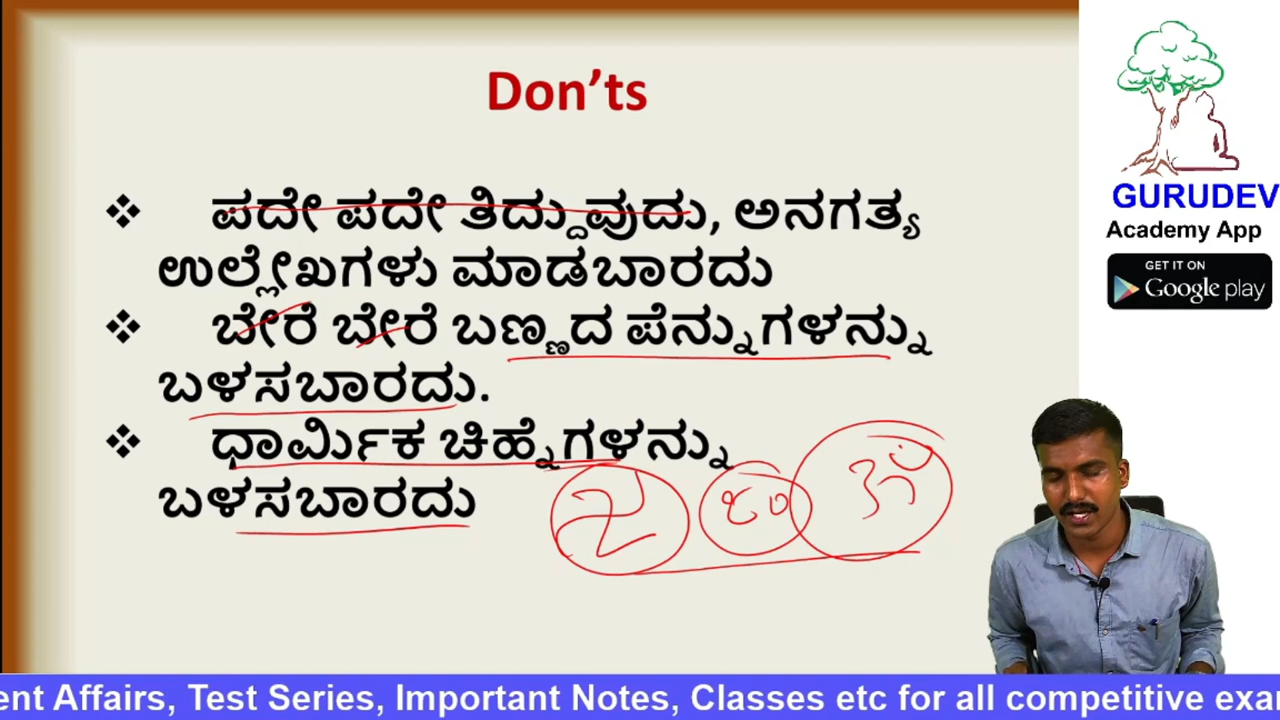 Don'ts
❖ ಪದೇ ಪದೇ ತಿದ್ದುವುದು, ಅನಗತ್ಯ
ಉಲ್ಲೇಖಗಳು ಮಾಡಬಾರದು
❖ ಬೇರೆ ಬೇರೆ ಬಣ್ಣದ ಪೆನ್ನುಗಳನ್ನು
ಬಳಸಬಾರದು.
❖ ಧಾರ್ಮಿಕ ಚಿಹ್ನೆಗಳನ್ನು
ಬಳಸಬಾರದು
GURUDEV
Academy App
GET IT ON
Google play
ent Affairs, Test Series, Important Notes, Classes etc for all competitive exa